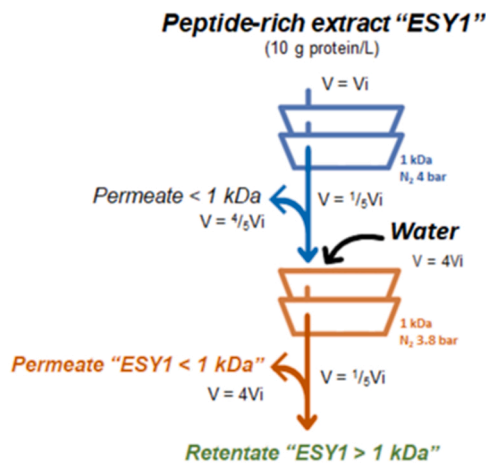 Peptide-rich extract “ESY1”
(10 g protein/L)
V = Vi
1 kDa
N₂ 4 bar
Permeate < 1 kDa
V = ⁴/₅Vi
V = ¹/₅Vi
Water
V = 4Vi
1 kDa
N₂ 3.8 bar
Permeate “ESY1 < 1 kDa”
V = 4Vi
V = ¹/₅Vi
Retentate “ESY1 > 1 kDa”